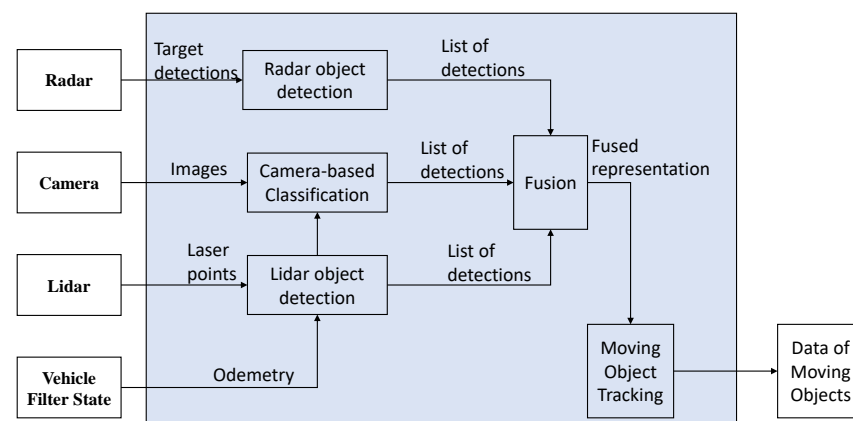 Radar
Target
detections
Radar object
detection
List of
detections
Camera
Images
Camera-based
Classification
List of
detections
Fusion
Fused
representation
Lidar
Laser
points
Lidar object
detection
List of
detections
Vehicle
Filter State
Odemetry
Moving
Object
Tracking
Data of
Moving
Objects